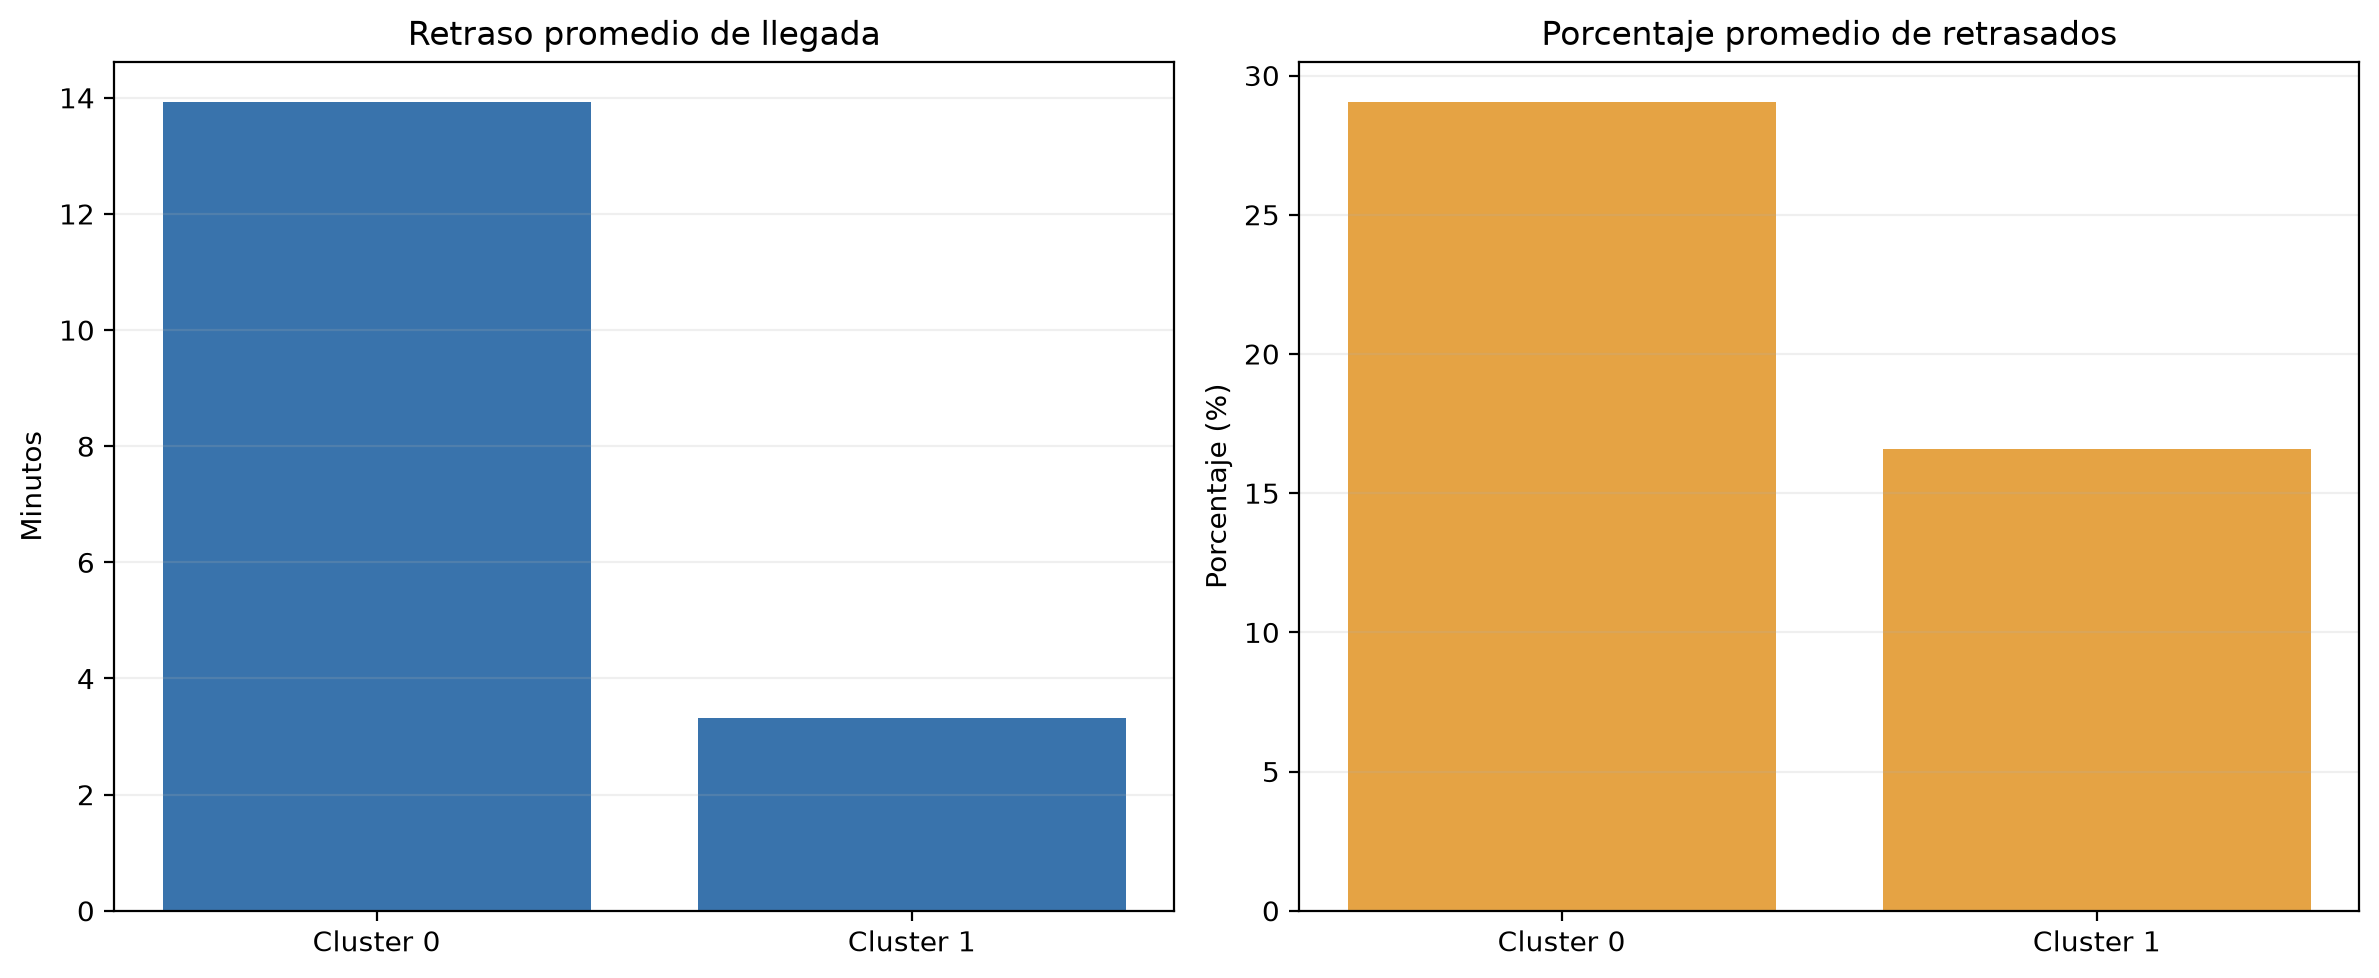 Retraso promedio de llegada
Minutos
14
12
10
8
6
4
2
0
Cluster 0
Cluster 1
Porcentaje promedio de retrasados
Porcentaje (%)
30
25
20
15
10
5
0
Cluster 0
Cluster 1